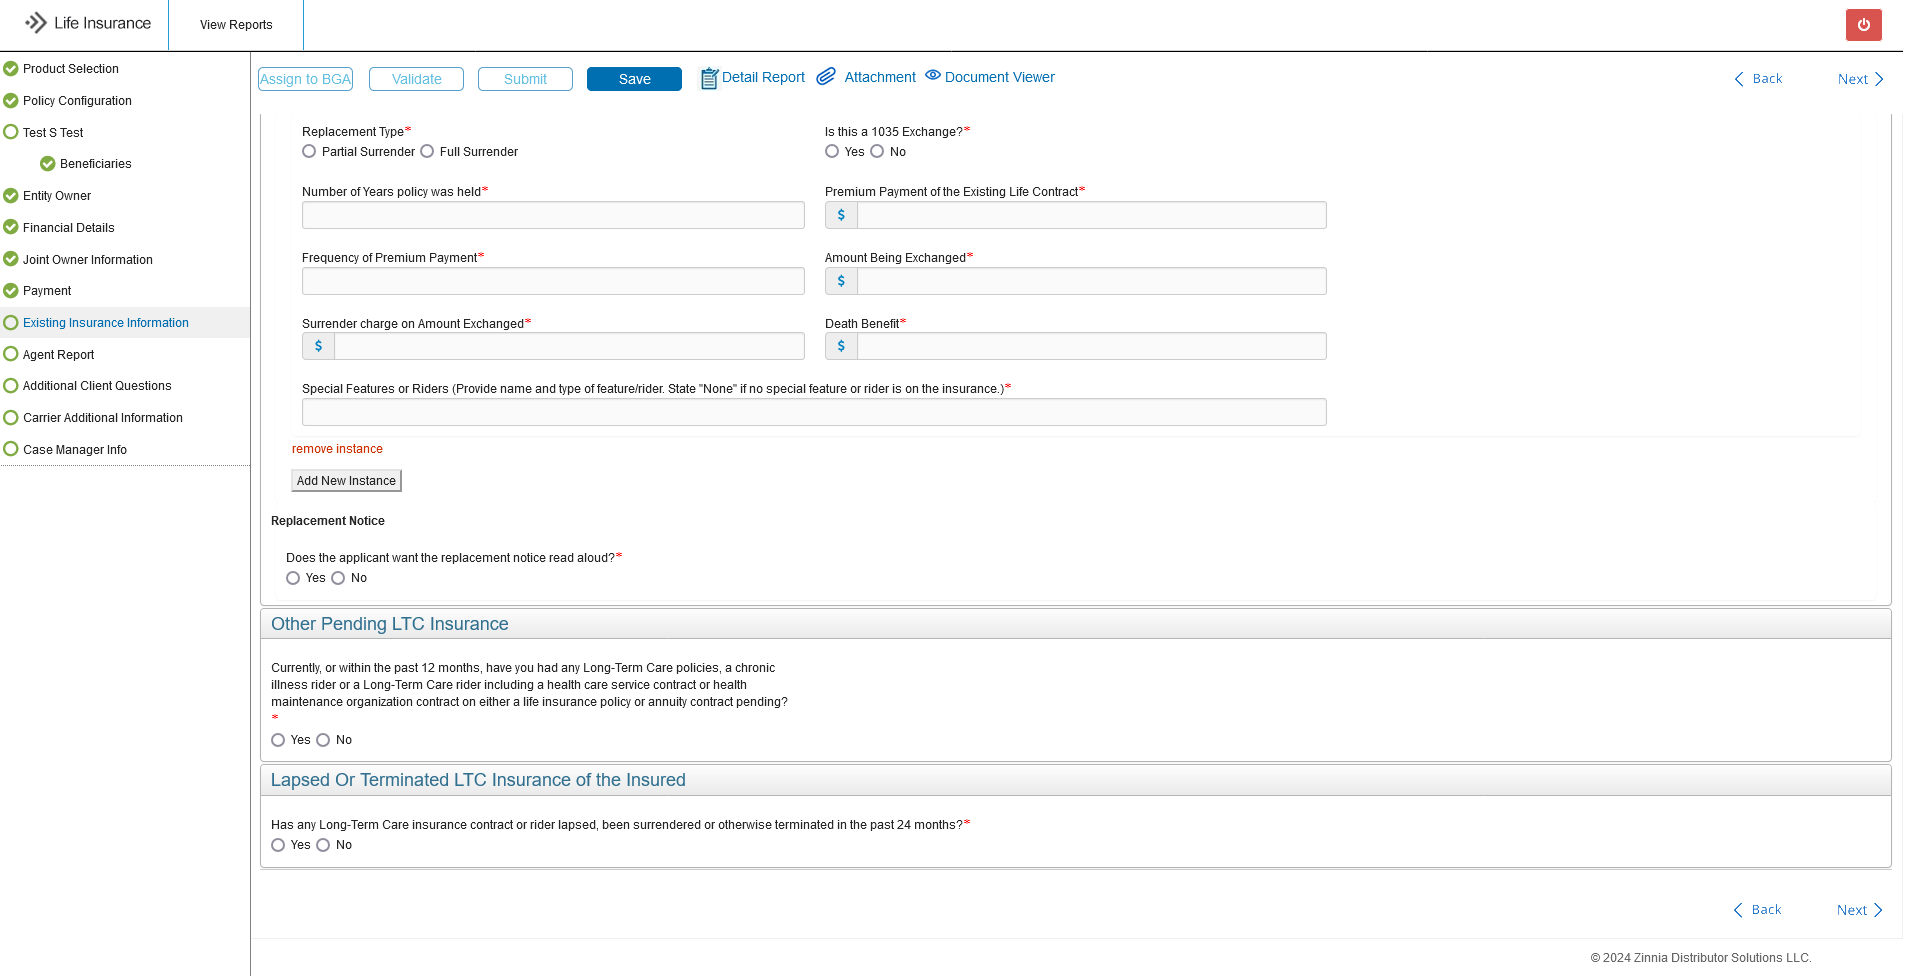 Life Insurance
View Reports
Product Selection
Policy Configuration
Test S Test
Beneficiaries
Entity Owner
Financial Details
Joint Owner Information
Payment
Existing Insurance Information
Agent Report
Additional Client Questions
Carrier Additional Information
Case Manager Info
Assign to BGA
Validate
Submit
Save
Detail Report
Attachment
Document Viewer
Back
Next
Replacement Type*
Partial Surrender Full Surrender
Is this a 1035 Exchange?*
Yes No
Number of Years policy was held*
Premium Payment of the Existing Life Contract*
$
Frequency of Premium Payment*
Amount Being Exchanged*
$
Surrender charge on Amount Exchanged*
$
Death Benefit*
$
Special Features or Riders (Provide name and type of feature/rider. State "None" if no special feature or rider is on the insurance.)*
remove instance
Add New Instance
Replacement Notice
Does the applicant want the replacement notice read aloud?*
Yes No
Other Pending LTC Insurance
Currently, or within the past 12 months, have you had any Long-Term Care policies, a chronic
illness rider or a Long-Term Care rider including a health care service contract or health
maintenance organization contract on either a life insurance policy or annuity contract pending?
*
Yes No
Lapsed Or Terminated LTC Insurance of the Insured
Has any Long-Term Care insurance contract or rider lapsed, been surrendered or otherwise terminated in the past 24 months?*
Yes No
Back
Next
© 2024 Zinnia Distributor Solutions LLC.